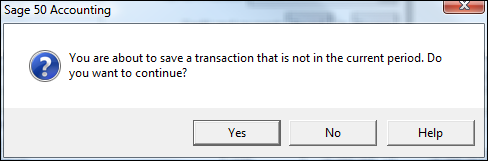 Sage 50 Accounting
You are about to save a transaction that is not in the current period. Do
you want to continue?
Yes No Help